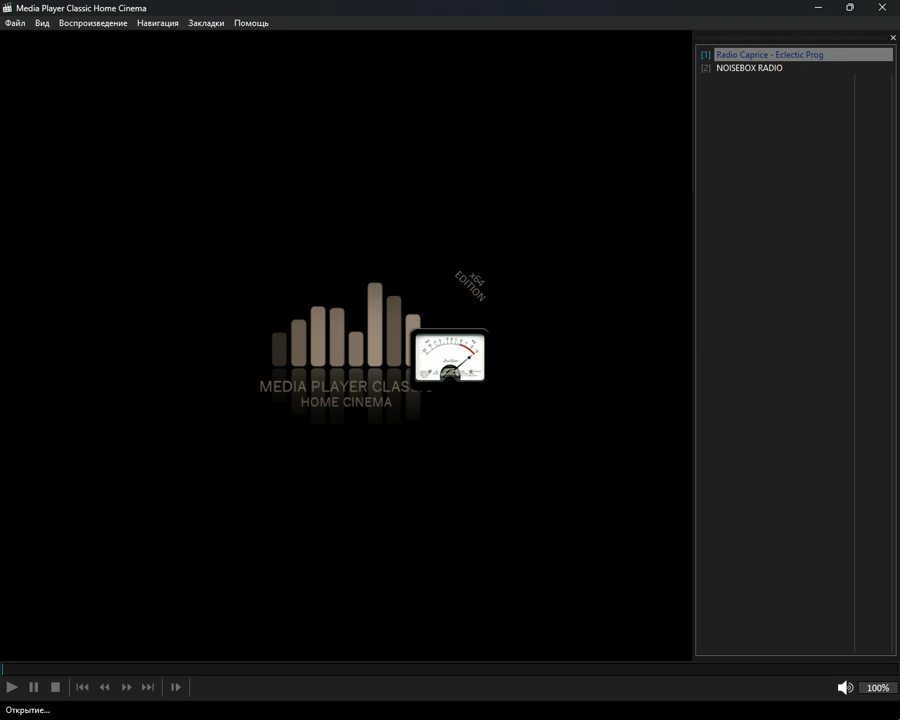 Media Player Classic Home Cinema
Файл Вид Воспроизведение Навигация Закладки Помощь
[1] Radio Caprice - Eclectic Prog
[2] NOISEBOX RADIO
x64
EDITION
MEDIA PLAYER
HOME CINEMA
100%
Открытие...